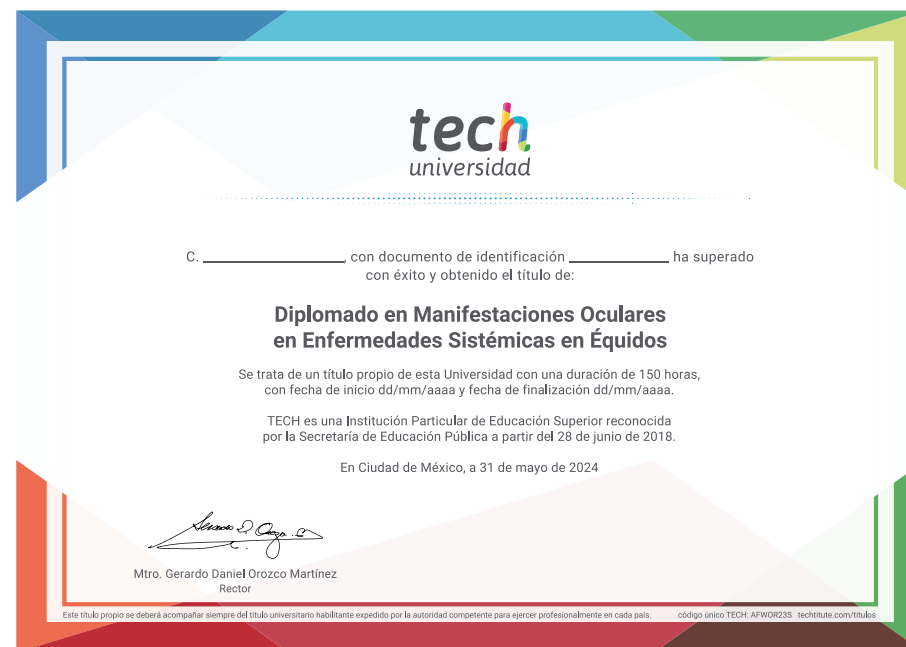 tech
universidad
C. ____________, con documento de identificación ____________ ha superado
con éxito y obtenido el título de:
Diplomado en Manifestaciones Oculares
en Enfermedades Sistémicas en Équidos
Se trata de un título propio de esta Universidad con una duración de 150 horas,
con fecha de inicio dd/mm/aaaa y fecha de finalización dd/mm/aaaa.
TECH es una Institución Particular de Educación Superior reconocida
por la Secretaría de Educación Pública a partir del 28 de junio de 2018.
En Ciudad de México, a 31 de mayo de 2024
Mtro. Gerardo Daniel Orozco Martínez
Rector
Este título propio se deberá acompañar siempre del título universitario habilitante expedido por la autoridad competente para ejercer profesionalmente en cada país. código único TECH: AFWOR23S techtitute.com/titulos